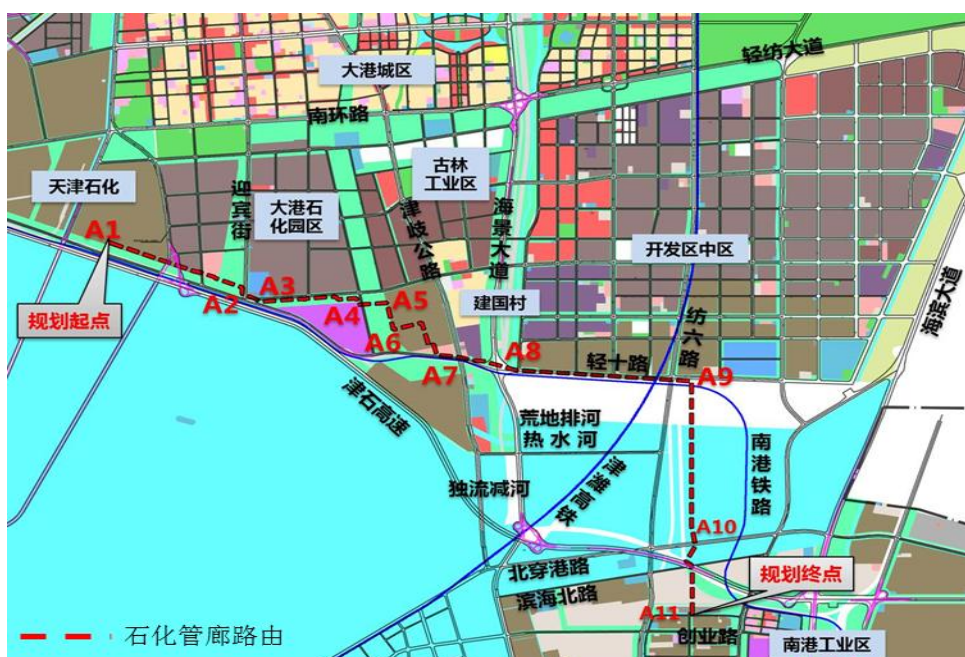 轻纺大道
大港城区
南环路
古林
工业区
天津石化
迎宾街
大港石
化园区
津岐公路
海景大道
开发区中区
海滨大道
A1
A2
A3
A4
A5
A6
A7
A8
A9
规划起点
建国村
纺六路
轻十路
津石高速
荒地排河
热水河
独流减河
津潍高铁
南港铁路
A10
北穿港路
滨海北路
规划终点
A11
创业路
南港工业区
石化管廊路由